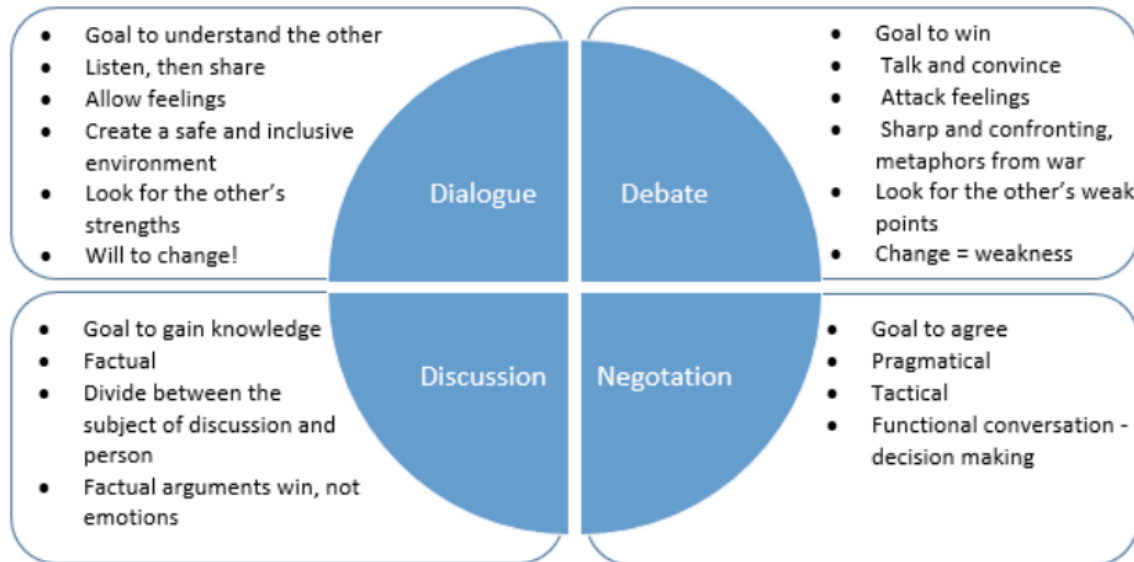 • Goal to understand the other
• Listen, then share
• Allow feelings
• Create a safe and inclusive
environment
• Look for the other's
strengths
• Will to change!
Dialogue
• Goal to win
• Talk and convince
• Attack feelings
• Sharp and confronting,
metaphors from war
• Look for the other's weak
points
• Change = weakness
Debate
• Goal to gain knowledge
• Factual
• Divide between the
subject of discussion and
person
• Factual arguments win, not
emotions
Discussion
• Goal to agree
• Pragmatical
• Tactical
• Functional conversation -
decision making
Negotation